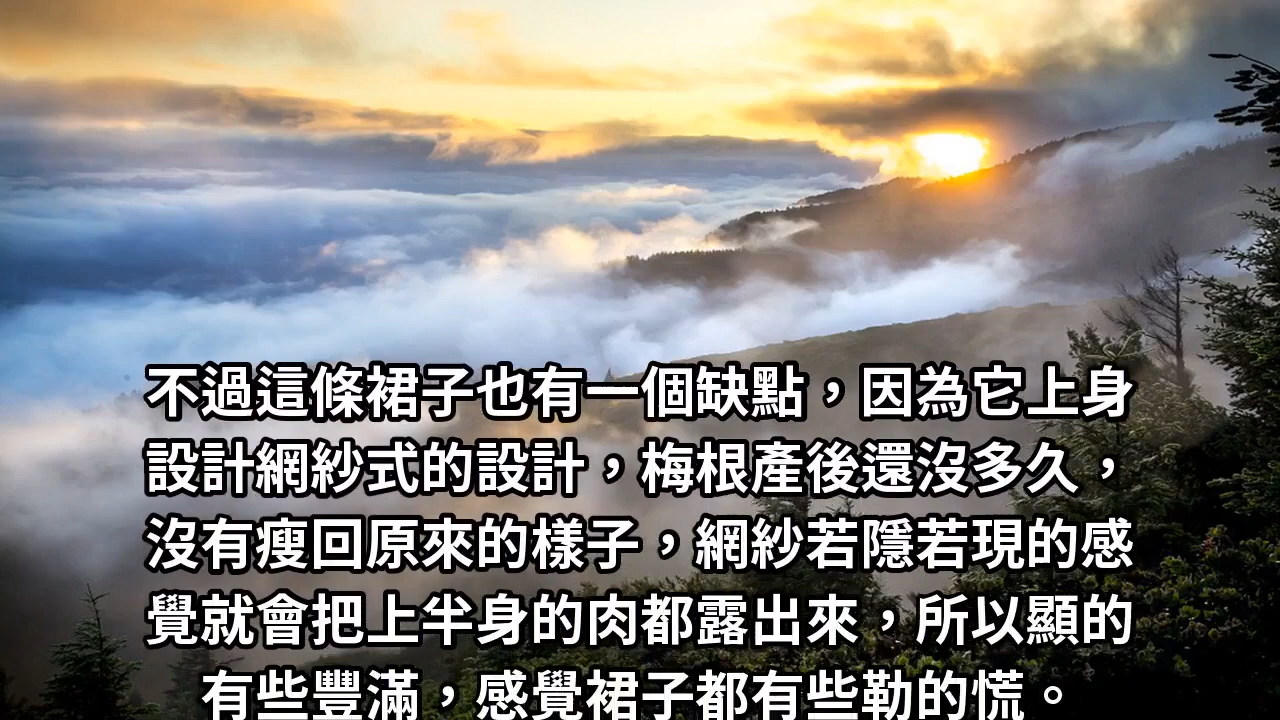 不過這條裙子也有一個缺點，因為它上身
設計網紗式的設計，梅根產後還沒多久，
沒有瘦回原來的樣子，網紗若隱若現的感
覺就會把上半身的肉都露出來，所以顯的
有些豐滿，感覺裙子都有些勒的慌。